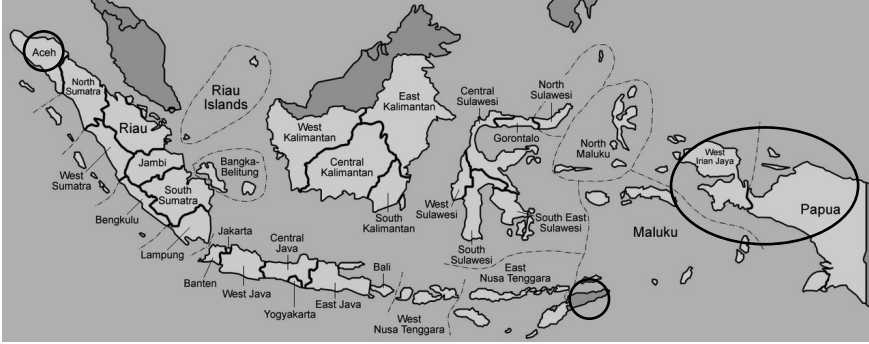 Aceh
North
Sumatra
Riau
Islands
Riau
West
Sumatra
Jambi
Bangka-
Belitung
South
Sumatra
Bengkulu
Lampung
Jakarta
Banten
West Java
Central
Java
Yogyakarta
East Java
Bali
West
Nusa Tenggara
East
Nusa Tenggara
West
Kalimantan
Central
Kalimantan
East
Kalimantan
South
Kalimantan
Central
Sulawesi
North
Sulawesi
Gorontalo
West
Sulawesi
South
Sulawesi
South East
Sulawesi
North
Maluku
Maluku
West
Irian Jaya
Papua